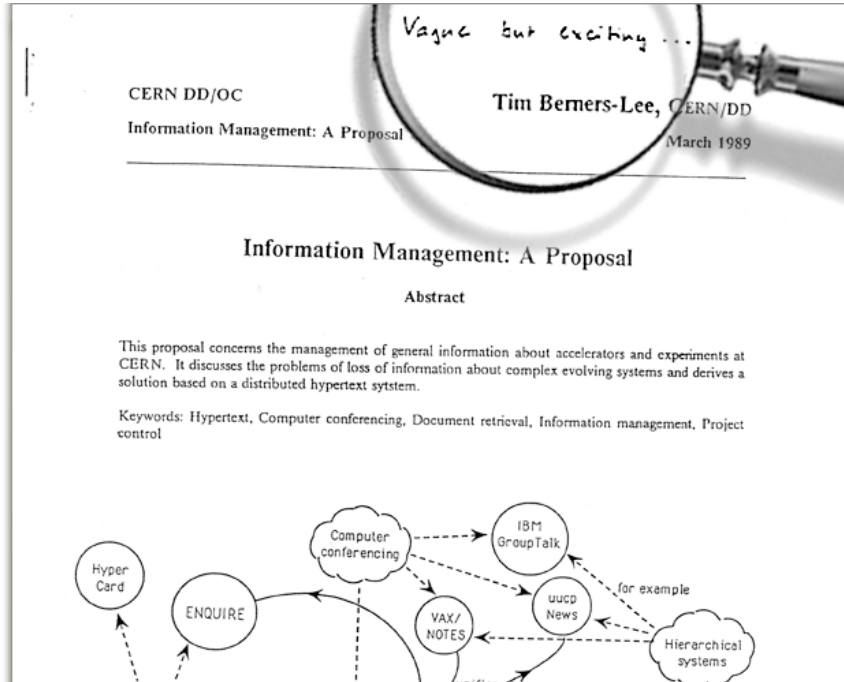 Vague but exciting ...
CERN DD/OC
Tim Berners-Lee, CERN/DD
Information Management: A Proposal
March 1989
Information Management: A Proposal
Abstract
This proposal concerns the management of general information about accelerators and experiments at
CERN. It discusses the problems of loss of information about complex evolving systems and derives a
solution based on a distributed hypertext sytstem.
Keywords: Hypertext, Computer conferencing, Document retrieval, Information management, Project
control
Computer
conferencing
IBM
GroupTalk
Hyper
Card
for example
ENQUIRE
uucp
News
VAX/
NOTES
Hierarchical
systems